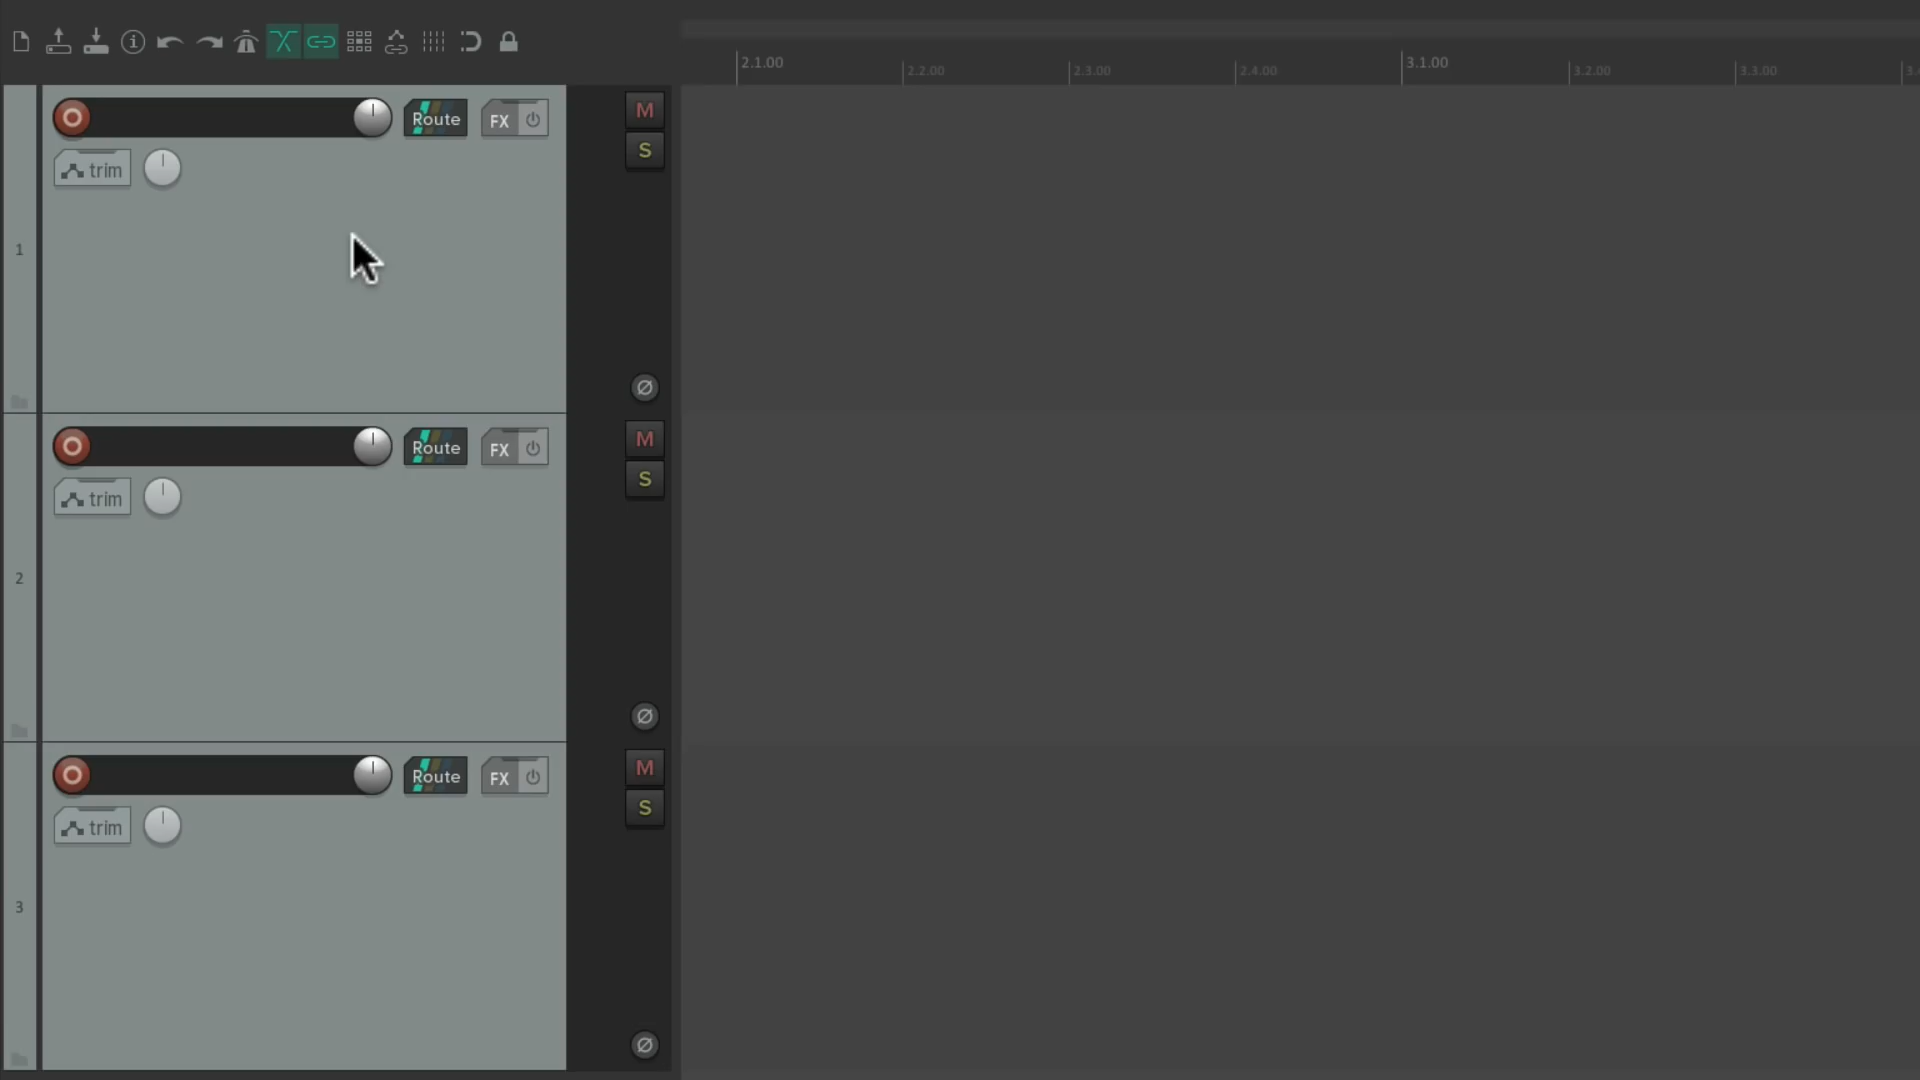 2.1.00 2.2.00 2.3.00 2.4.00 3.1.00 3.2.00 3.3.00
Route FX M
trim S
1
Route FX M
trim S
2
Route FX M
trim S
3